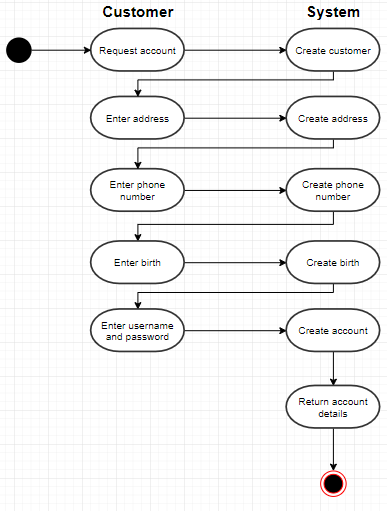 Customer
System
Request account
Create customer
Enter address
Create address
Enter phone
number
Create phone
number
Enter birth
Create birth
Enter username
and password
Create account
Return account
details